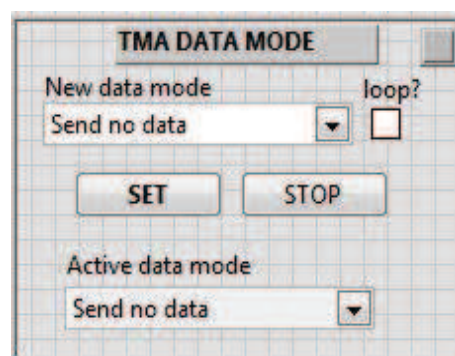 TMA DATA MODE
New data mode
loop?
Send no data
SET
STOP
Active data mode
Send no data